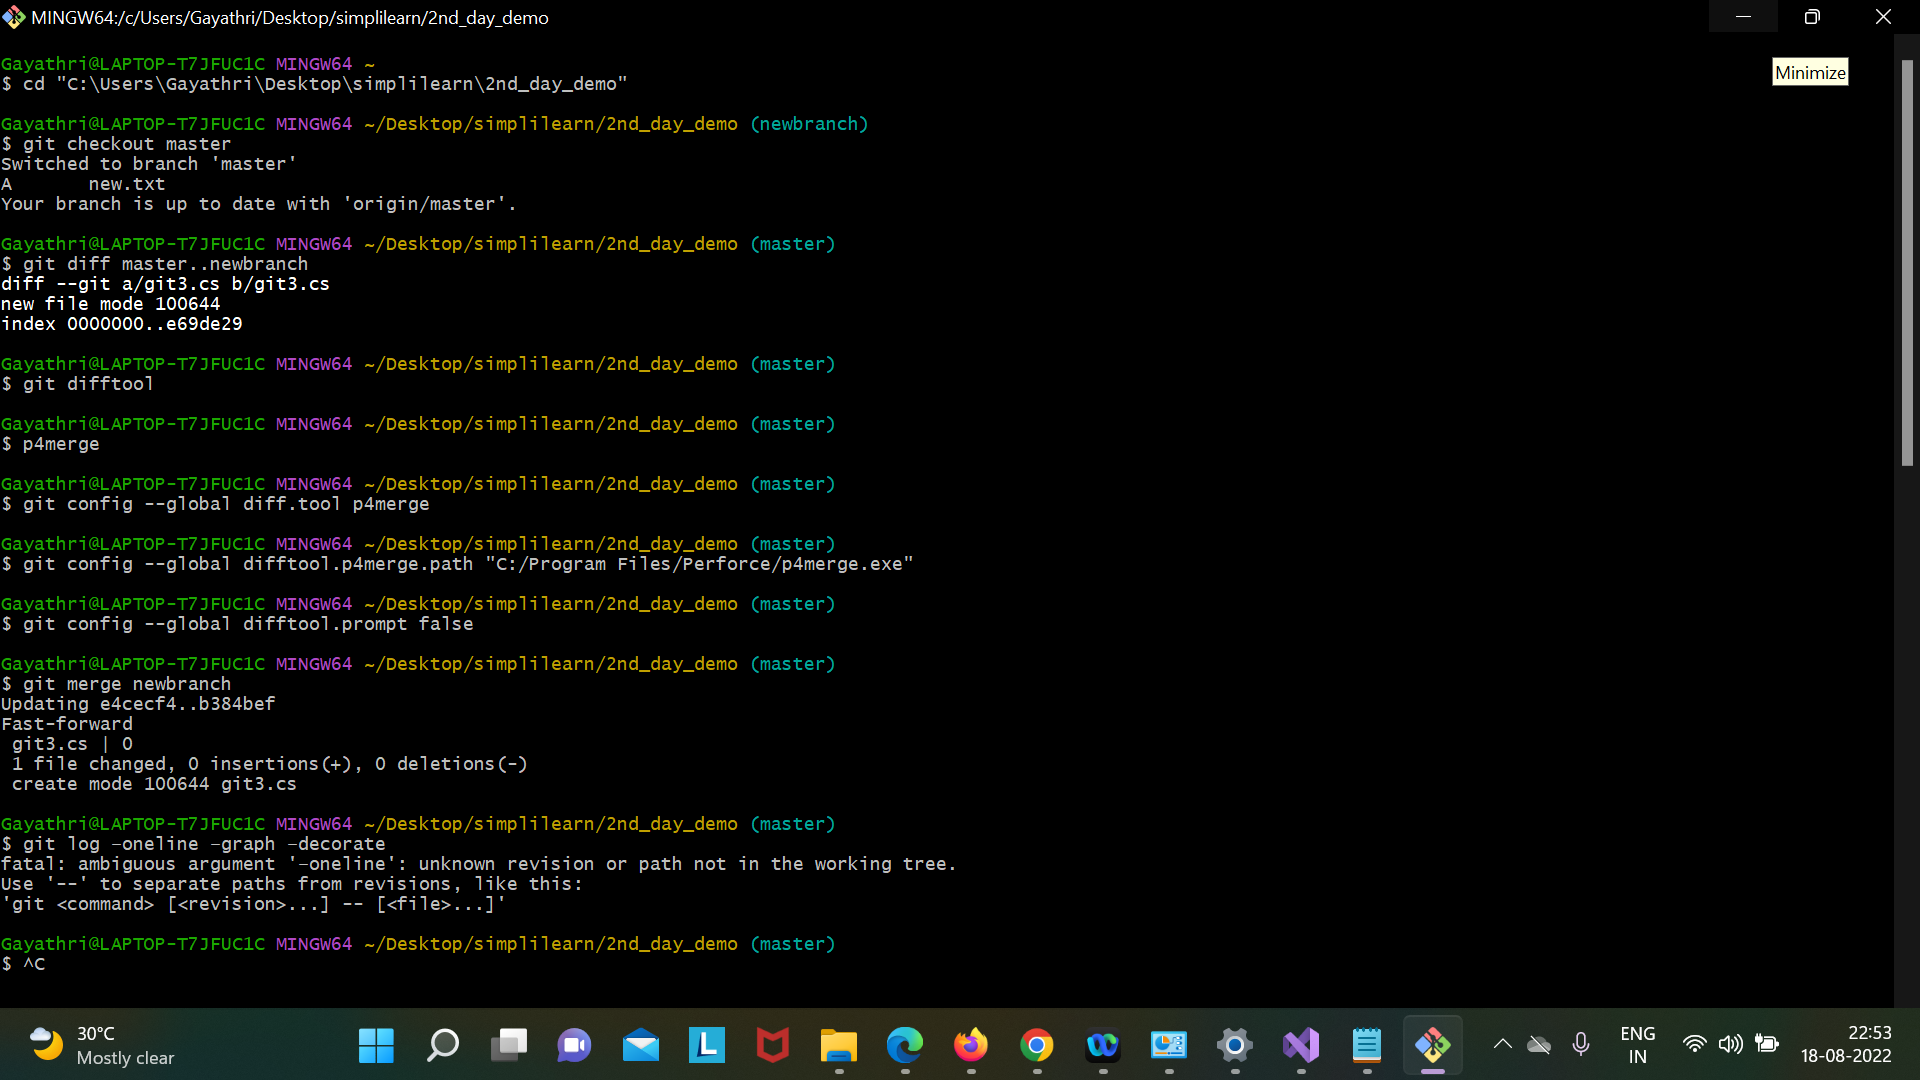 MINGW64:/c/Users/Gayathri/Desktop/simplilearn/2nd_day_demo
Minimize
Gayathri@LAPTOP-T7JFUC1C MINGW64 ~
$ cd "C:\Users\Gayathri\Desktop\simplilearn\2nd_day_demo"
Gayathri@LAPTOP-T7JFUC1C MINGW64 ~/Desktop/simplilearn/2nd_day_demo (newbranch)
$ git checkout master
Switched to branch 'master'
A       new.txt
Your branch is up to date with 'origin/master'.
Gayathri@LAPTOP-T7JFUC1C MINGW64 ~/Desktop/simplilearn/2nd_day_demo (master)
$ git diff master..newbranch
diff --git a/git3.cs b/git3.cs
new file mode 100644
index 0000000..e69de29
Gayathri@LAPTOP-T7JFUC1C MINGW64 ~/Desktop/simplilearn/2nd_day_demo (master)
$ git difftool
Gayathri@LAPTOP-T7JFUC1C MINGW64 ~/Desktop/simplilearn/2nd_day_demo (master)
$ p4merge
Gayathri@LAPTOP-T7JFUC1C MINGW64 ~/Desktop/simplilearn/2nd_day_demo (master)
$ git config --global diff.tool p4merge
Gayathri@LAPTOP-T7JFUC1C MINGW64 ~/Desktop/simplilearn/2nd_day_demo (master)
$ git config --global difftool.p4merge.path "C:/Program Files/Perforce/p4merge.exe"
Gayathri@LAPTOP-T7JFUC1C MINGW64 ~/Desktop/simplilearn/2nd_day_demo (master)
$ git config --global difftool.prompt false
Gayathri@LAPTOP-T7JFUC1C MINGW64 ~/Desktop/simplilearn/2nd_day_demo (master)
$ git merge newbranch
Updating e4cecf4..b384bef
Fast-forward
 git3.cs | 0
 1 file changed, 0 insertions(+), 0 deletions(-)
 create mode 100644 git3.cs
Gayathri@LAPTOP-T7JFUC1C MINGW64 ~/Desktop/simplilearn/2nd_day_demo (master)
$ git log –oneline –graph –decorate
fatal: ambiguous argument '–oneline': unknown revision or path not in the working tree.
Use '--' to separate paths from revisions, like this:
'git <command> [<revision>...] -- [<file>...]'
Gayathri@LAPTOP-T7JFUC1C MINGW64 ~/Desktop/simplilearn/2nd_day_demo (master)
$ ^C
30°C
Mostly clear
L
ENG
IN
22:53
18-08-2022